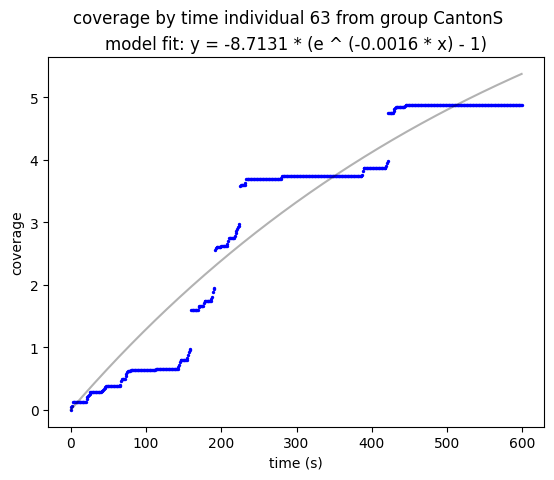 coverage by time individual 63 from group CantonS
model fit: y = -8.7131 * (e ^ (-0.0016 * x) - 1)
coverage
5
4
3
2
1
0
0 100 200 300 400 500 600
time (s)